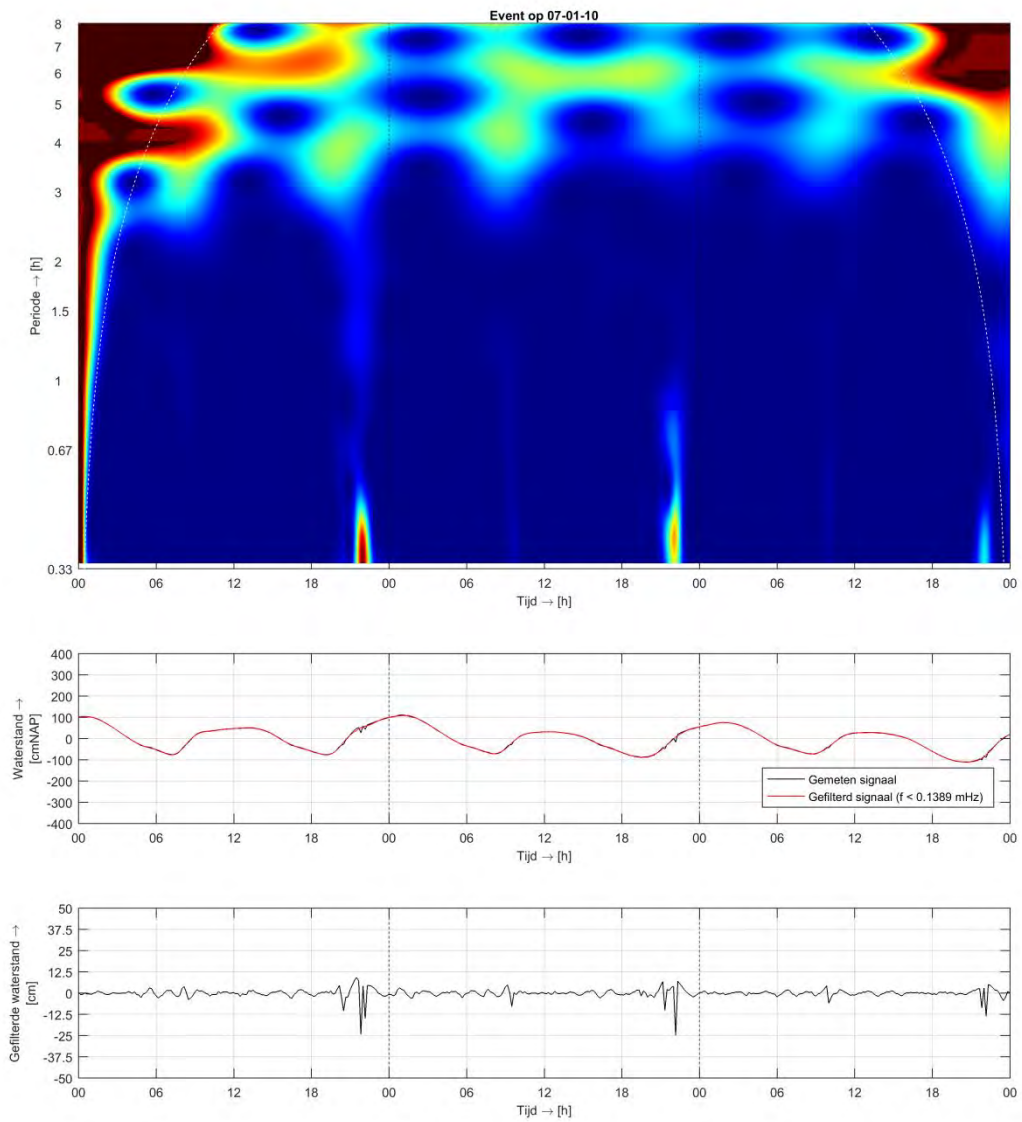 Event op 07-01-10
8
7
6
5
4
3
2
1.5
1
0.67
0.33
Periode → [h]
00 06 12 18 00 06 12 18 00 06 12 18 00
Tijd → [h]
400
300
200
100
0
-100
-200
-300
-400
Waterstand →
[cmNAP]
Gemeten signaal
Gefilterd signaal (f < 0.1389 mHz)
00 06 12 18 00 06 12 18 00 06 12 18 00
Tijd → [h]
50
37.5
25
12.5
0
-12.5
-25
-37.5
-50
Gefilterde waterstand →
[cm]
00 06 12 18 00 06 12 18 00 06 12 18 00
Tijd → [h]